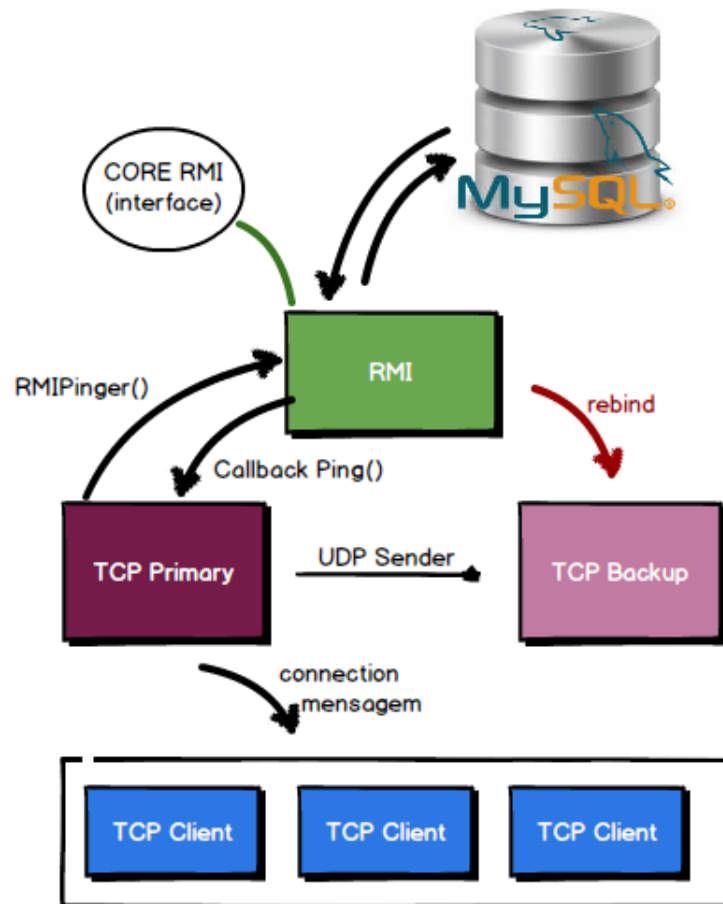 MySQL®
CORE RMI
(interface)
RMI
RMIPinger()
rebind
Callback Ping()
TCP Primary
UDP Sender
TCP Backup
connection
mensagem
TCP Client
TCP Client
TCP Client